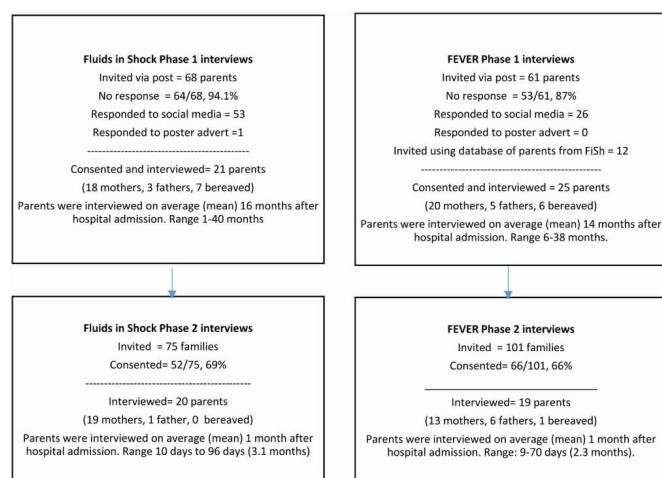 Fluids in Shock Phase 1 interviews
Invited via post = 68 parents
No response = 64/68, 94.1%
Responded to social media = 53
Responded to poster advert =1
--------------------------------------------
Consented and interviewed= 21 parents
(18 mothers, 3 fathers, 7 bereaved)
Parents were interviewed on average (mean) 16 months after
hospital admission. Range 1-40 months
FEVER Phase 1 interviews
Invited via post = 61 parents
No response = 53/61, 87%
Responded to social media = 26
Responded to poster advert = 0
Invited using database of parents from FiSh = 12
--------------------------------------------
Consented and interviewed = 25 parents
(20 mothers, 5 fathers, 6 bereaved)
Parents were interviewed on average (mean) 14 months after
hospital admission. Range 6-38 months.
Fluids in Shock Phase 2 interviews
Invited = 75 families
Consented= 52/75, 69%
--------------------------------------------
Interviewed= 20 parents
(19 mothers, 1 father, 0 bereaved)
Parents were interviewed on average (mean) 1 month after
hospital admission. Range 10 days to 96 days (3.1 months)
FEVER Phase 2 interviews
Invited = 101 families
Consented= 66/101, 66%
Interviewed= 19 parents
(13 mothers, 6 fathers, 1 bereaved)
Parents were interviewed on average (mean) 1 month after
hospital admission. Range: 9-70 days (2.3 months).